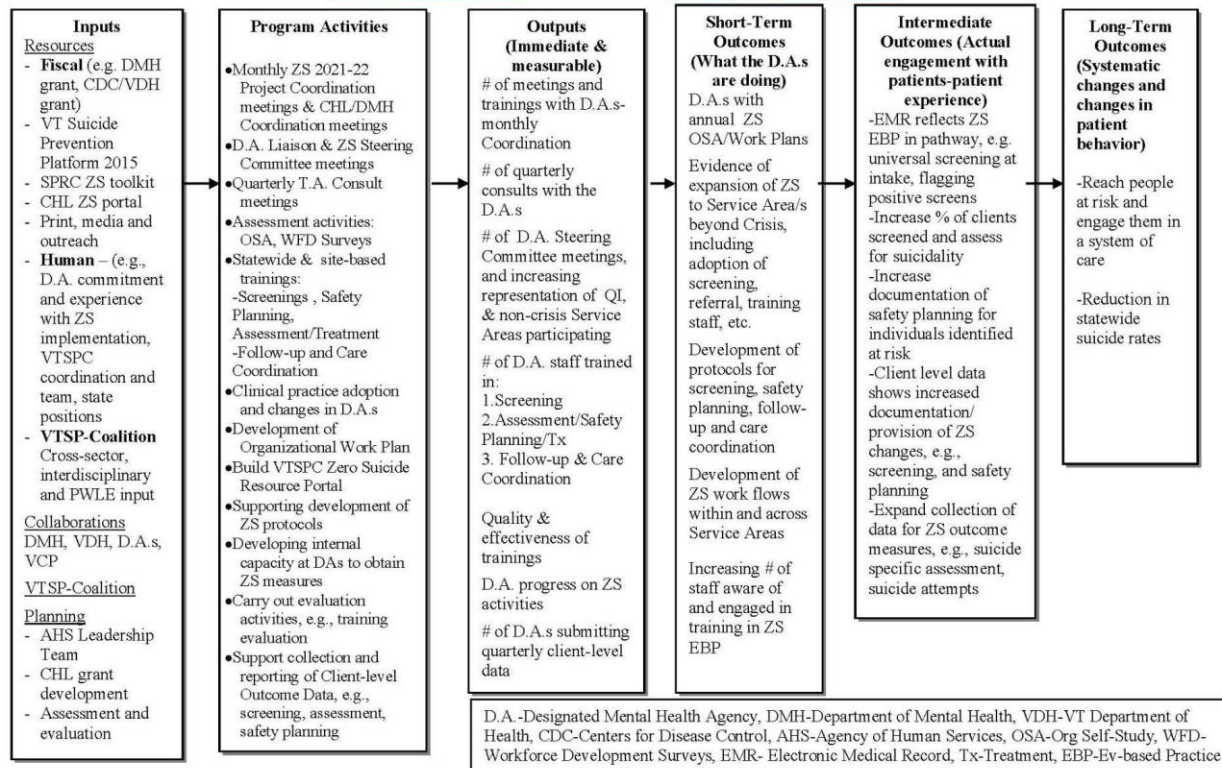 Inputs
Resources
- Fiscal (e.g. DMH
grant, CDC/VDH
grant)
- VT Suicide
Prevention
Platform 2015
- SPRC ZS toolkit
- CHL ZS portal
- Print, media and
outreach
- Human – (e.g.,
D.A. commitment
and experience
with ZS
implementation,
VTSPC
coordination and
team, state
positions
- VTSP-Coalition
Cross-sector,
interdisciplinary
and PWLE input
Collaborations
DMH, VDH, D.A.s,
VCP
VTSP-Coalition
Planning
- AHS Leadership
Team
- CHL grant
development
- Assessment and
evaluation
Program Activities
•Monthly ZS 2021-22
Project Coordination
meetings & CHL/DMH
Coordination meetings
•D.A. Liaison & ZS Steering
Committee meetings
•Quarterly T.A. Consult
meetings
•Assessment activities:
OSA, WFD Surveys
•Statewide & site-based
trainings:
-Screenings , Safety
Planning,
Assessment/Treatment
-Follow-up and Care
Coordination
•Clinical practice adoption
and changes in D.A.s
•Development of
Organizational Work Plan
•Build VTSPC Zero Suicide
Resource Portal
•Supporting development of
ZS protocols
•Developing internal
capacity at DAs to obtain
ZS measures
•Carry out evaluation
activities, e.g., training
evaluation
•Support collection and
reporting of Client-level
Outcome Data, e.g.,
screening, assessment,
safety planning
Outputs
(Immediate &
measurable)
# of meetings and
trainings with D.A.s-
monthly
Coordination
# of quarterly
consults with the
D.A.s
# of D.A. Steering
Committee meetings,
and increasing
representation of QI,
& non-crisis Service
Areas participating
# of D.A. staff trained
in:
1.Screening
2.Assessment/Safety
Planning/Tx
3. Follow-up & Care
Coordination
Quality &
effectiveness of
trainings
D.A. progress on ZS
activities
# of D.A.s submitting
quarterly client-level
data
Short-Term
Outcomes
(What the D.A.s
are doing)
D.A.s with
annual ZS
OSA/Work Plans
Evidence of
expansion of ZS
to Service Area/s
beyond Crisis,
including
adoption of
screening,
referral, training
staff, etc.
Development of
protocols for
screening, safety
planning, follow-
up and care
coordination
Development of
ZS work flows
within and across
Service Areas
Increasing # of
staff aware of
and engaged in
training in ZS
EBP
Intermediate
Outcomes (Actual
engagement with
patients-patient
experience)
-EMR reflects ZS
EBP in pathway, e.g.
universal screening at
intake, flagging
positive screens
-Increase % of clients
screened and assess
for suicidality
-Increase
documentation of
safety planning for
individuals identified
at risk
-Client level data
shows increased
documentation/
provision of ZS
changes, e.g.,
screening, and safety
planning
-Expand collection of
data for ZS outcome
measures, e.g., suicide
specific assessment,
suicide attempts
Long-Term
Outcomes
(Systematic
changes and
changes in
patient
behavior)
-Reach people
at risk and
engage them in
a system of
care
-Reduction in
statewide
suicide rates
D.A.-Designated Mental Health Agency, DMH-Department of Mental Health, VDH-VT Department of
Health, CDC-Centers for Disease Control, AHS-Agency of Human Services, OSA-Org Self-Study, WFD-
Workforce Development Surveys, EMR- Electronic Medical Record, Tx-Treatment, EBP-Ev-based Practice